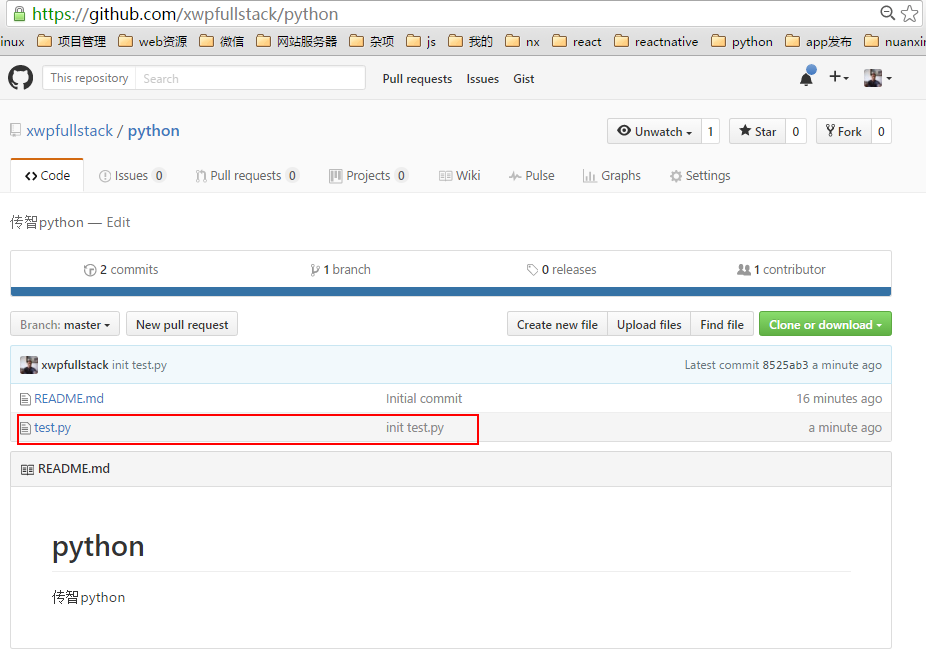 https://github.com/xwpfullstack/python
inux 项目管理 web资源 微信 网站服务器 杂项 js 我的 nx react reactnative python app发布 nuanxin
This repository Search Pull requests Issues Gist
xwpfullstack / python Unwatch 1 Star 0 Fork 0
Code Issues 0 Pull requests 0 Projects 0 Wiki Pulse Graphs Settings
传智python — Edit
2 commits 1 branch 0 releases 1 contributor
Branch: master New pull request Create new file Upload files Find file Clone or download
xwpfullstack init test.py Latest commit 8525ab3 a minute ago
README.md Initial commit 16 minutes ago
test.py init test.py a minute ago
README.md
python
传智python